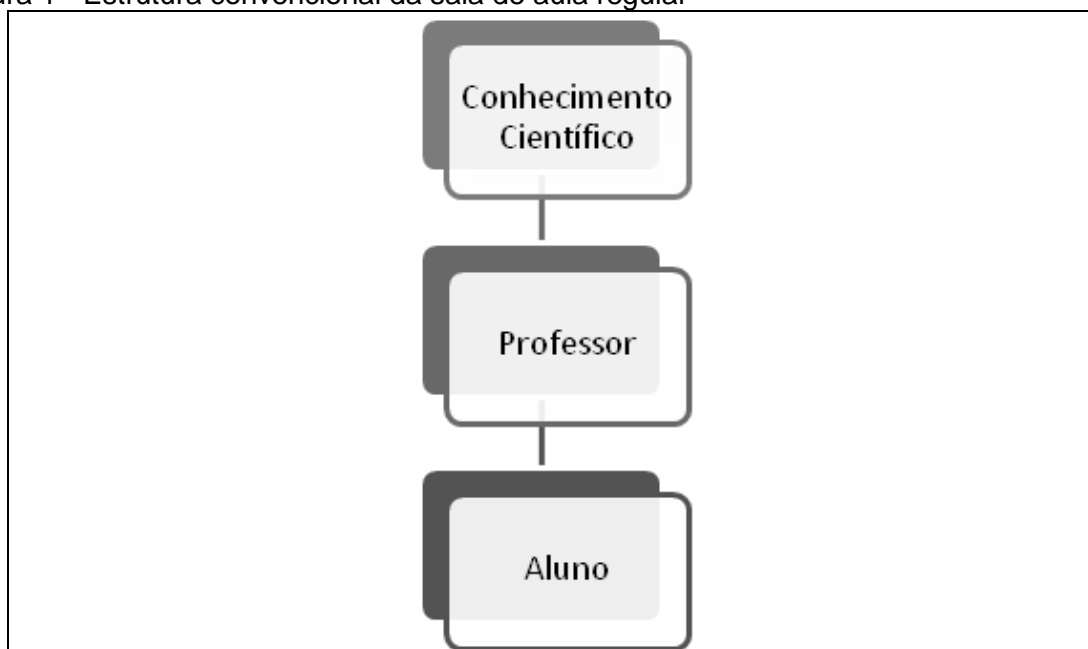 Estrutura convencional da sala de aula regular
Conhecimento
Científico
Professor
Aluno